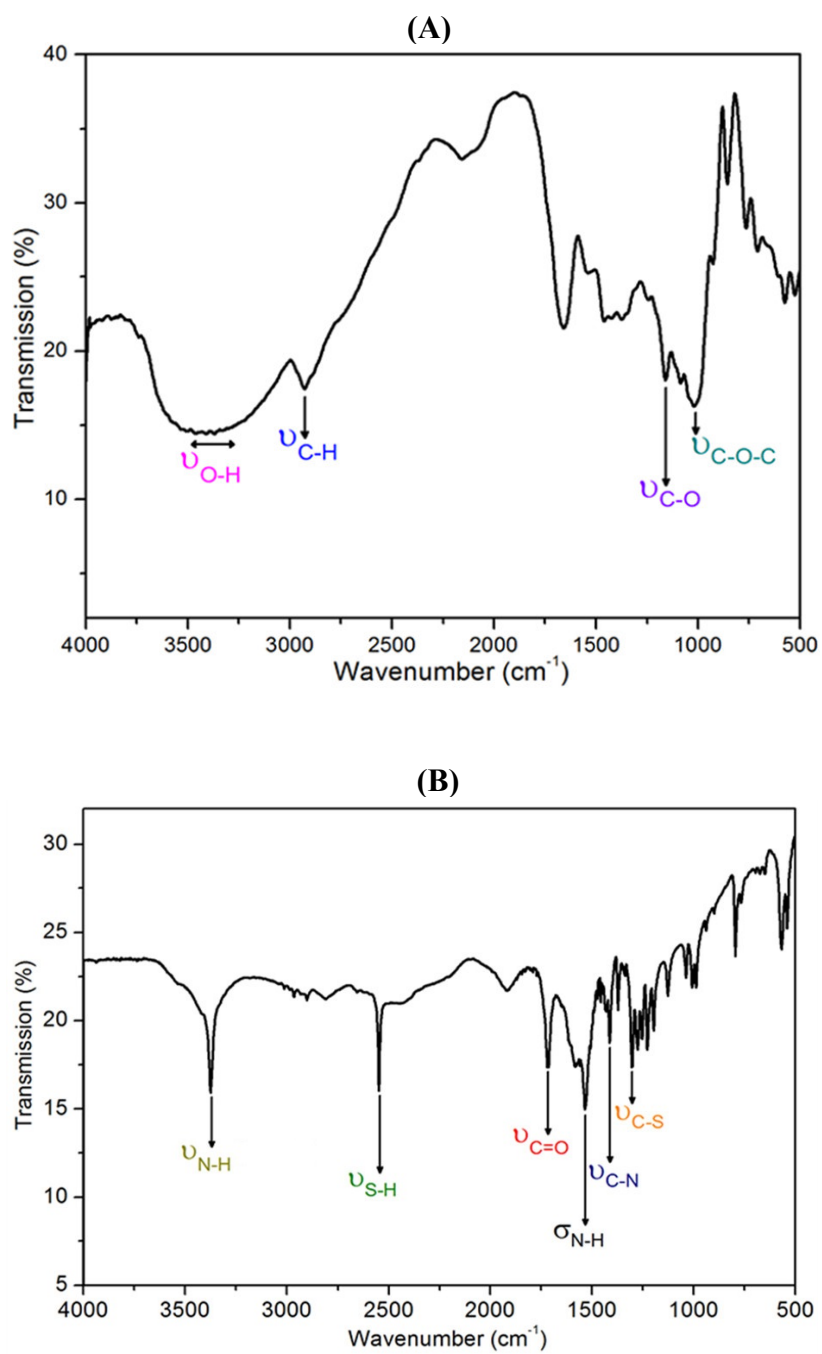 (A)
40
30
20
10
Transmission (%)
υO-H
υC-H
υC-O
υC-O-C
4000 3500 3000 2500 2000 1500 1000 500
Wavenumber (cm-1)
(B)
30
25
20
15
10
5
Transmission (%)
υN-H
υS-H
υC=O
σN-H
υC-N
υC-S
4000 3500 3000 2500 2000 1500 1000 500
Wavenumber (cm-1)